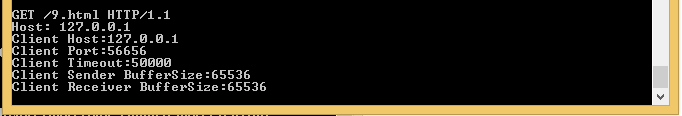 GET /9.html HTTP/1.1
Host: 127.0.0.1
Client Host:127.0.0.1
Client Port:56656
Client Timeout:50000
Client Sender BufferSize:65536
Client Receiver BufferSize:65536